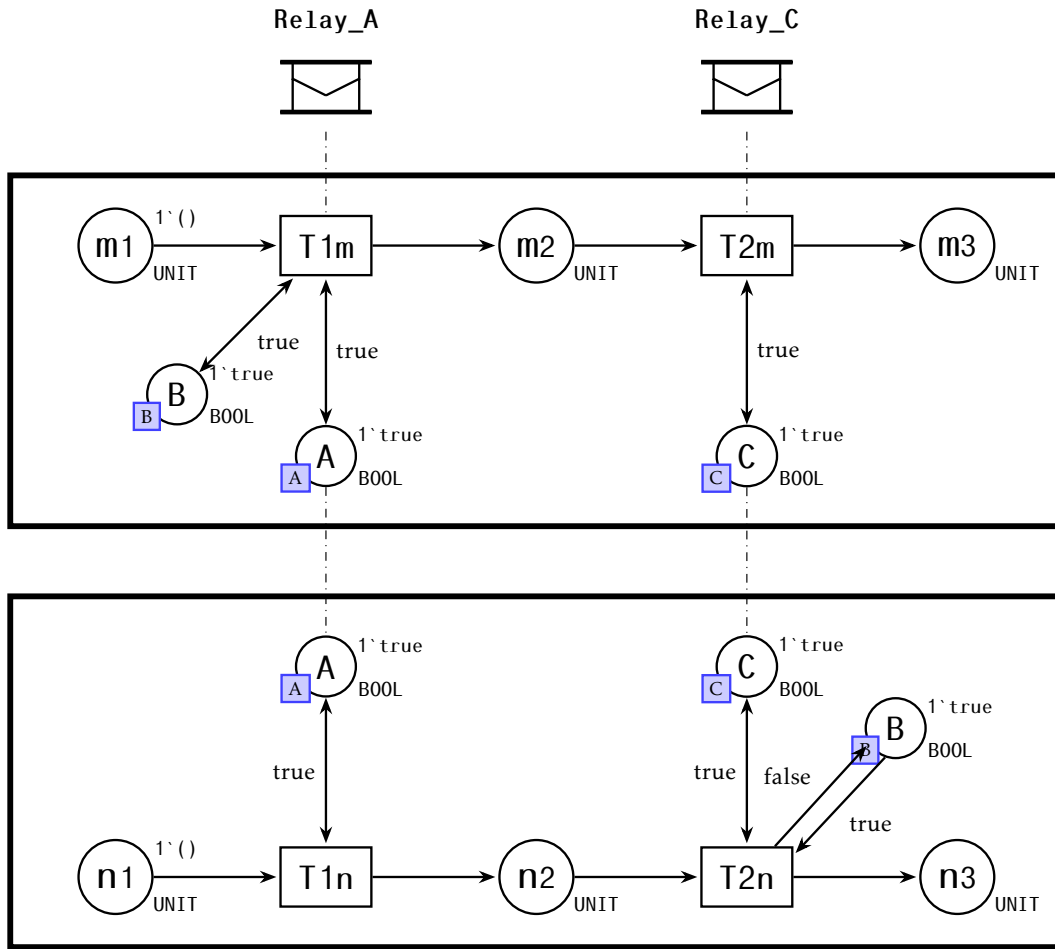 Relay_A
Relay_C
1`()
1`()
m1
T1m
m2
T2m
m3
UNIT
UNIT
UNIT
true
true
true
1`true
B
B
BOOL
1`true
A
A
BOOL
1`true
C
C
BOOL
1`true
A
A
BOOL
1`true
C
C
BOOL
1`true
B
B
BOOL
true
true
false
true
n1
T1n
n2
T2n
n3
UNIT
UNIT
UNIT